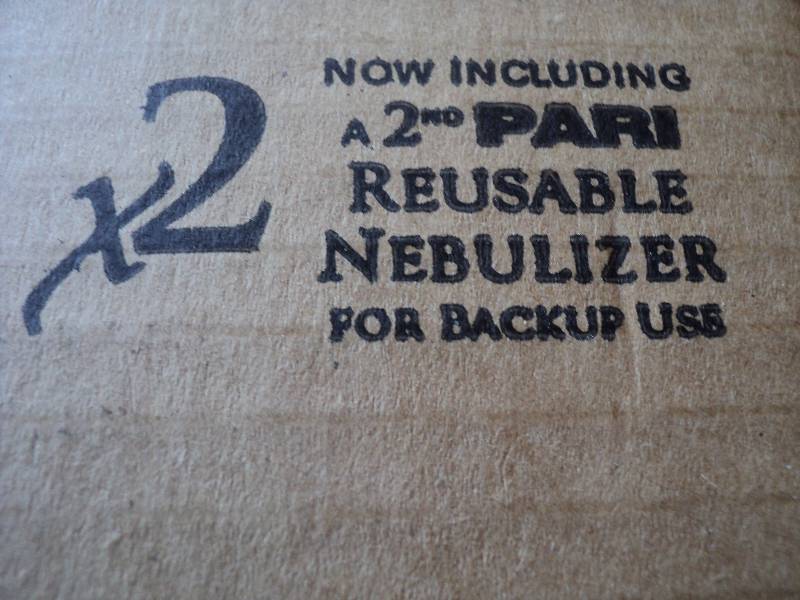 x2
NOW INCLUDING
A 2ND PARI
REUSABLE
NEBULIZER
FOR BACKUP USE